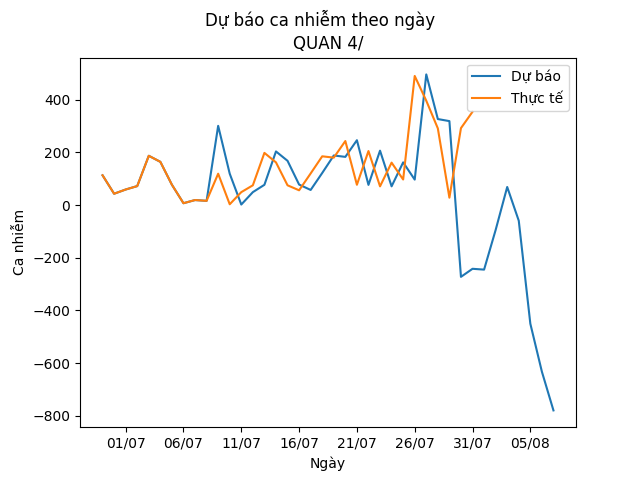 Dự báo ca nhiễm theo ngày
QUAN 4/
Dự báo
Thực tế
400
200
0
−200
−400
−600
−800
Ca nhiễm
01/07 06/07 11/07 16/07 21/07 26/07 31/07 05/08
Ngày